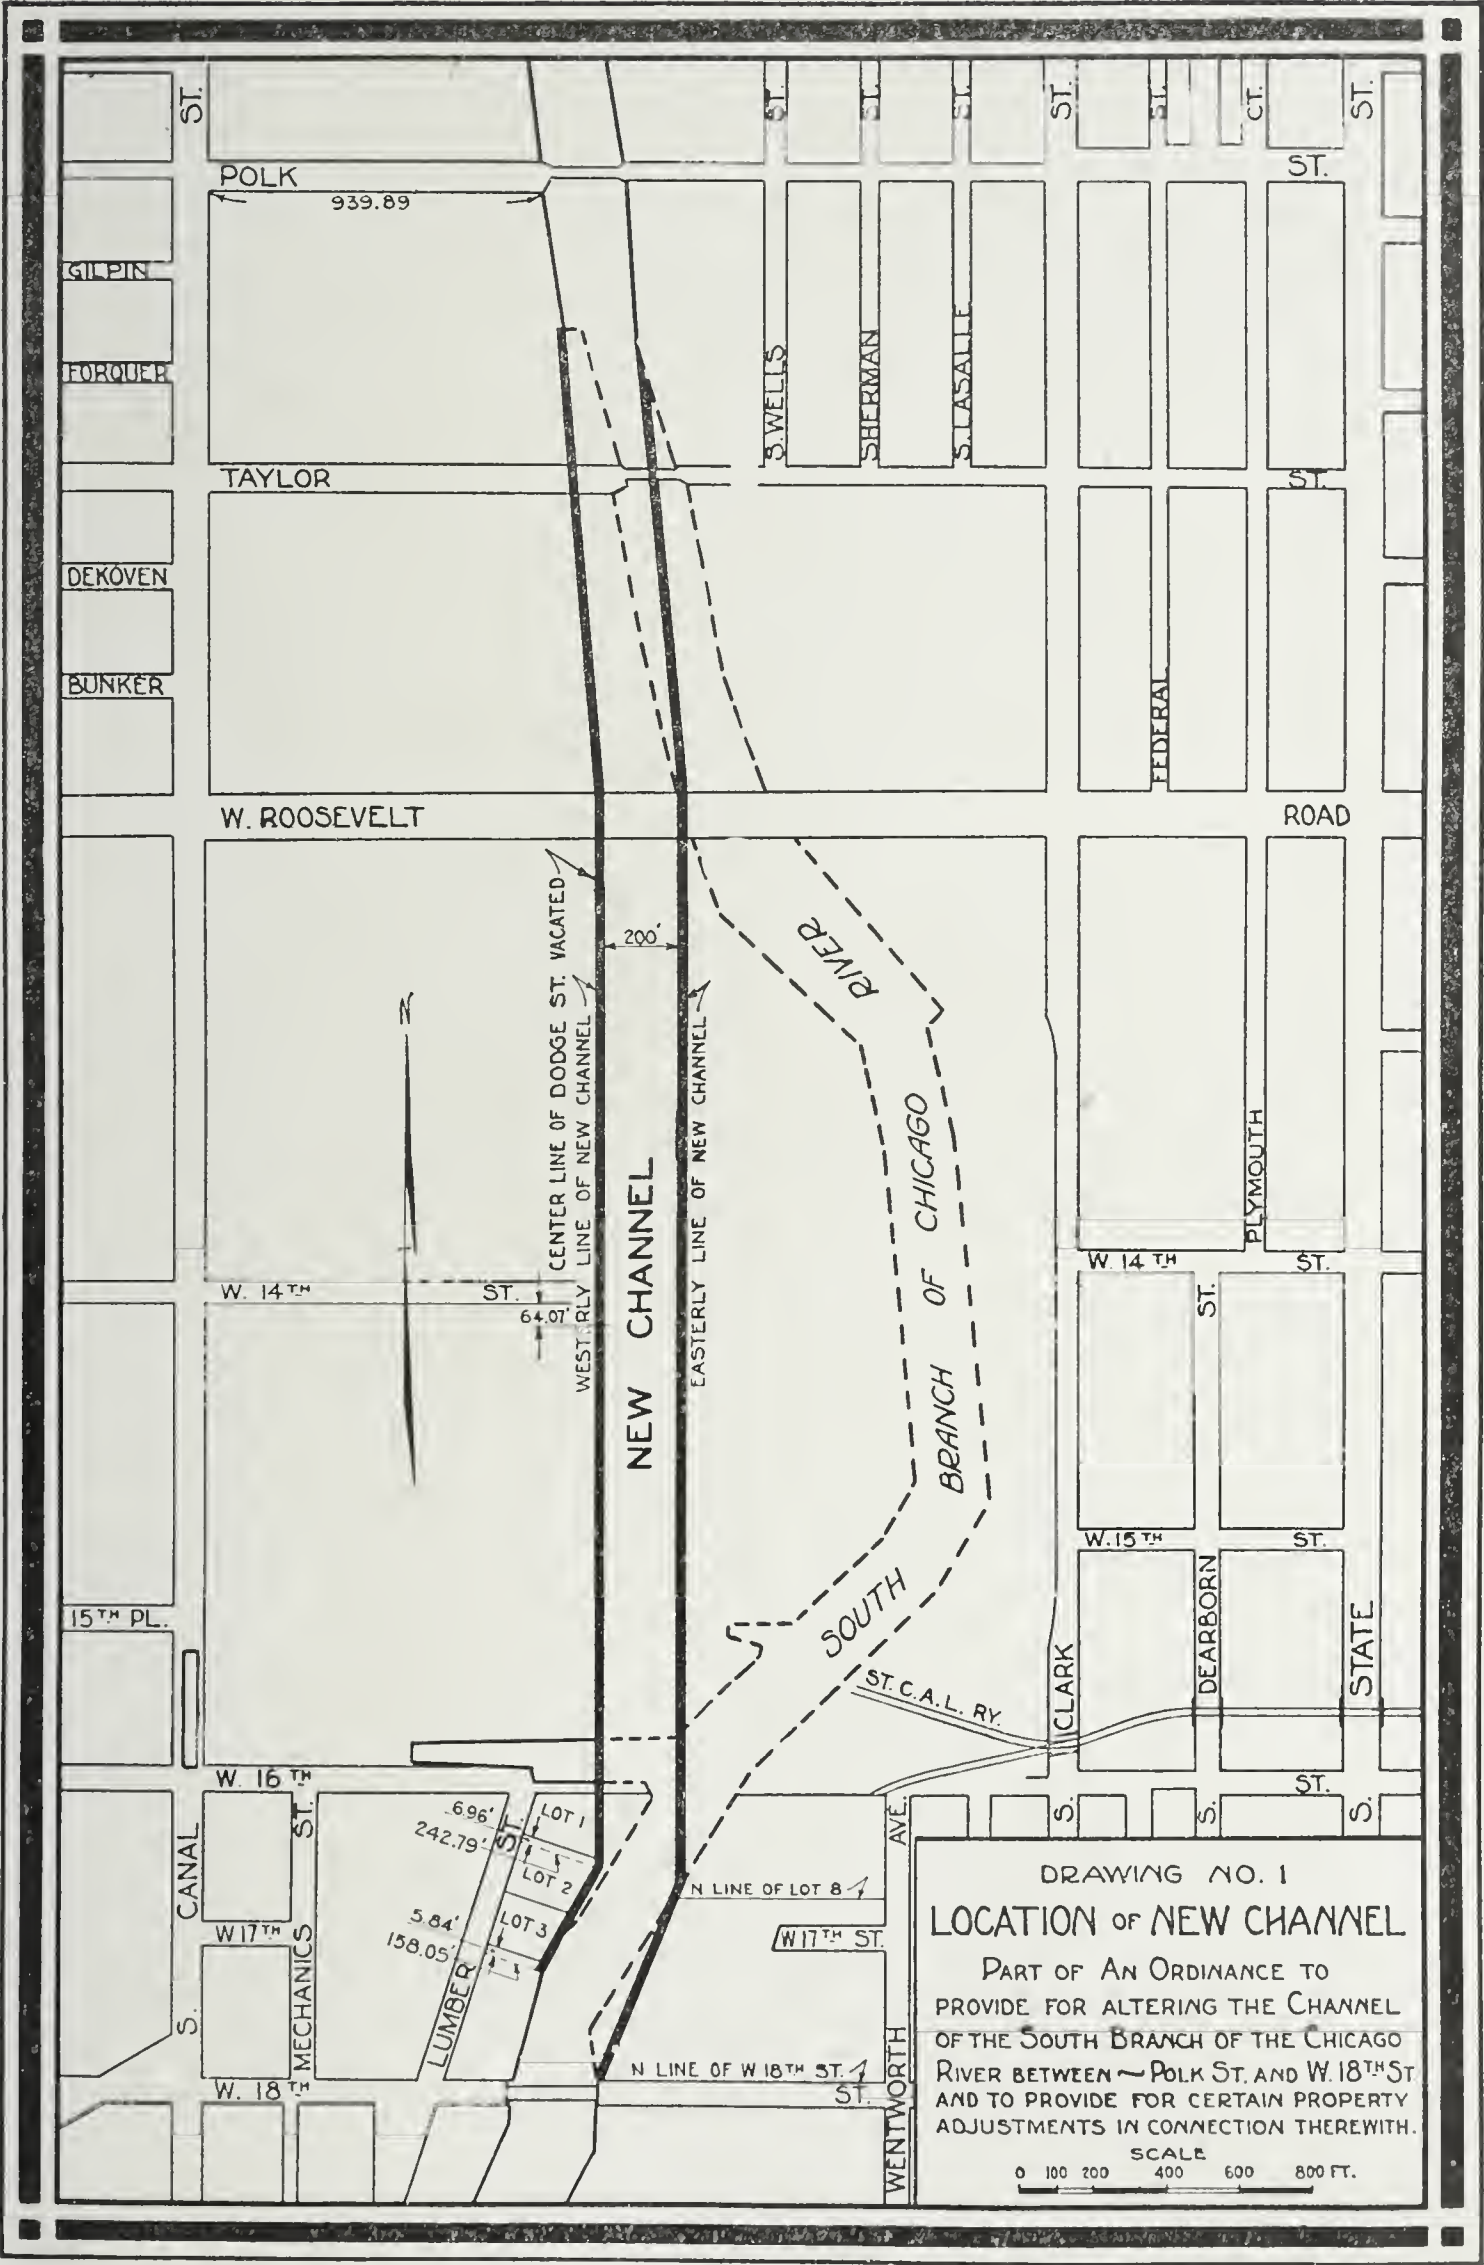 ST.
ST.
ST.
ST.
ST.
ST.
CT.
ST.
POLK
ST.
939.89
GILPIN
FORQUER
S. WELLS
SHERMAN
S. LASALLE
TAYLOR
ST.
DEKOVEN
BUNKER
FEDERAL
W. ROOSEVELT
ROAD
CENTER LINE OF DODGE ST. VACATED
WESTERLY LINE OF NEW CHANNEL
200'
EASTERLY LINE OF NEW CHANNEL
NEW CHANNEL
N
SOUTH BRANCH OF CHICAGO RIVER
PLYMOUTH
W. 14TH
ST.
64.07'
W. 14TH
ST.
ST.
W. 15TH
ST.
15TH PL.
CLARK
DEARBORN
STATE
ST. C.A.L. RY.
W. 16TH
ST.
ST.
ST.
6.96'
242.79'
LOT 1
LOT 2
LOT 3
5.84'
158.05'
AVE.
S.
S.
S.
N LINE OF LOT 8
CANAL
S.
W 17TH
MECHANICS
LUMBER
W 17TH ST.
N LINE OF W 18TH ST.
W. 18TH
ST.
WENTWORTH
DRAWING NO. 1
LOCATION OF NEW CHANNEL
PART OF AN ORDINANCE TO
PROVIDE FOR ALTERING THE CHANNEL
OF THE SOUTH BRANCH OF THE CHICAGO
RIVER BETWEEN ~ POLK ST. AND W. 18TH ST
AND TO PROVIDE FOR CERTAIN PROPERTY
ADJUSTMENTS IN CONNECTION THEREWITH.
SCALE
0 100 200 400 600 800 FT.